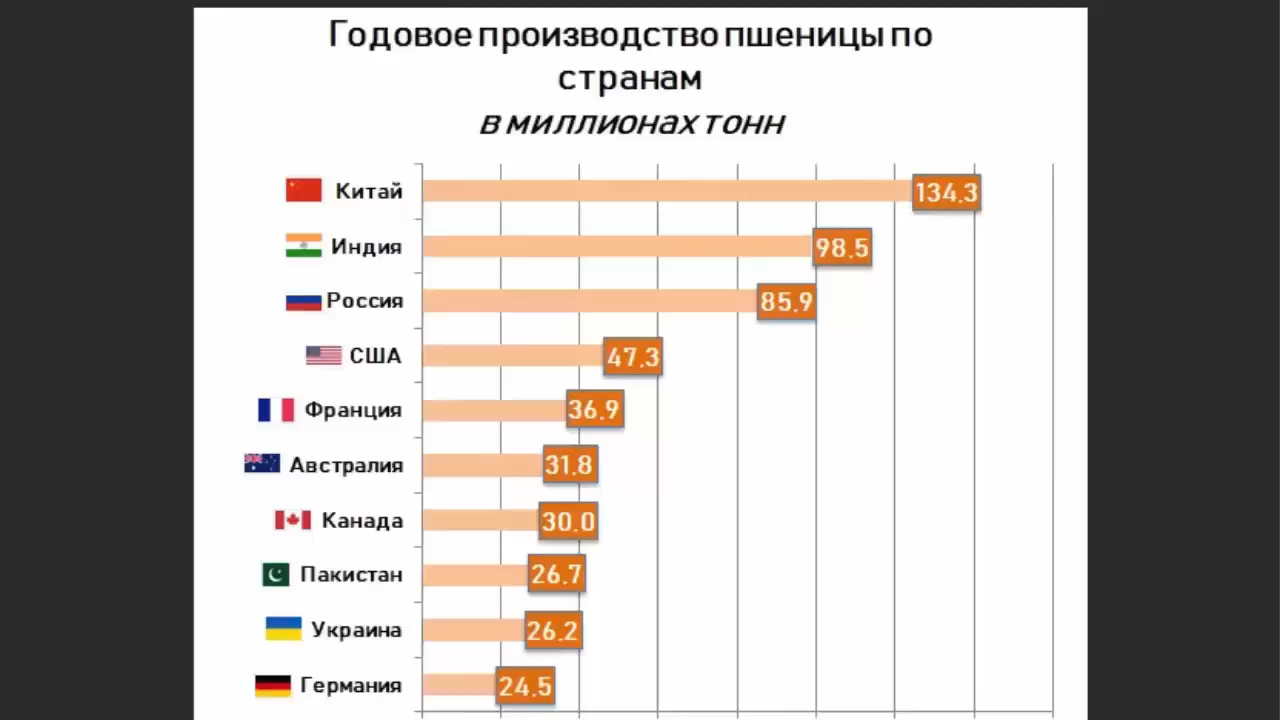 Годовое производство пшеницы по
странам
в миллионах тонн
Китай 134.3
Индия 98.5
Россия 85.9
США 47.3
Франция 36.9
Австралия 31.8
Канада 30.0
Пакистан 26.7
Украина 26.2
Германия 24.5